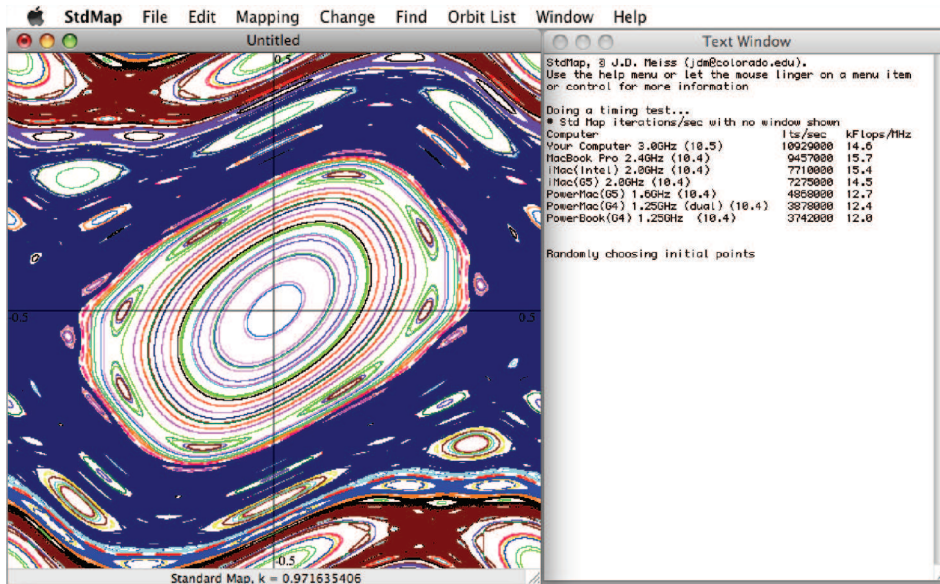 StdMap File Edit Mapping Change Find Orbit List Window Help
Untitled
0.5
-0.5
0.5
-0.5
Standard Map, k = 0.971635406
Text Window
StdMap, © J.D. Meiss (jdm@colorado.edu).
Use the help menu or let the mouse linger on a menu item
or control for more information
Doing a timing test...
* Std Map iterations/sec with no window shown
Computer Its/sec kFlops/MHz
Your Computer 3.0GHz (10.5) 10929000 14.6
MacBook Pro 2.4GHz (10.4) 9457000 15.7
iMac(Intel) 2.0GHz (10.4) 7710000 15.4
iMac(G5) 2.0GHz (10.4) 7275000 14.5
PowerMac(G5) 1.6GHz (10.4) 4868000 12.7
PowerMac(G4) 1.25GHz (dual) (10.4) 3878000 12.4
PowerBook(G4) 1.25GHz (10.4) 3742000 12.0
Randomly choosing initial points